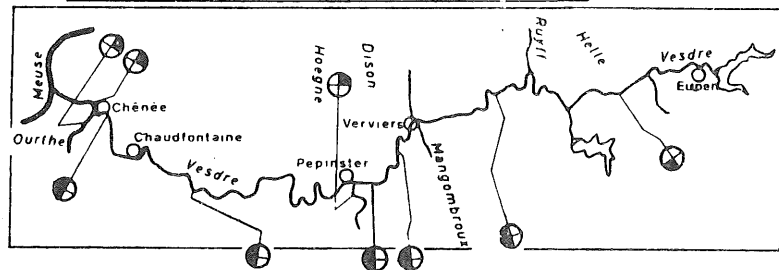 Meuse
Ourthe
Chênée
Chaudfontaine
Vesdre
Hoegne
Dison
Pepinster
Verviers
Mangombroux
Ruyff
Helle
Vesdre
Eupen